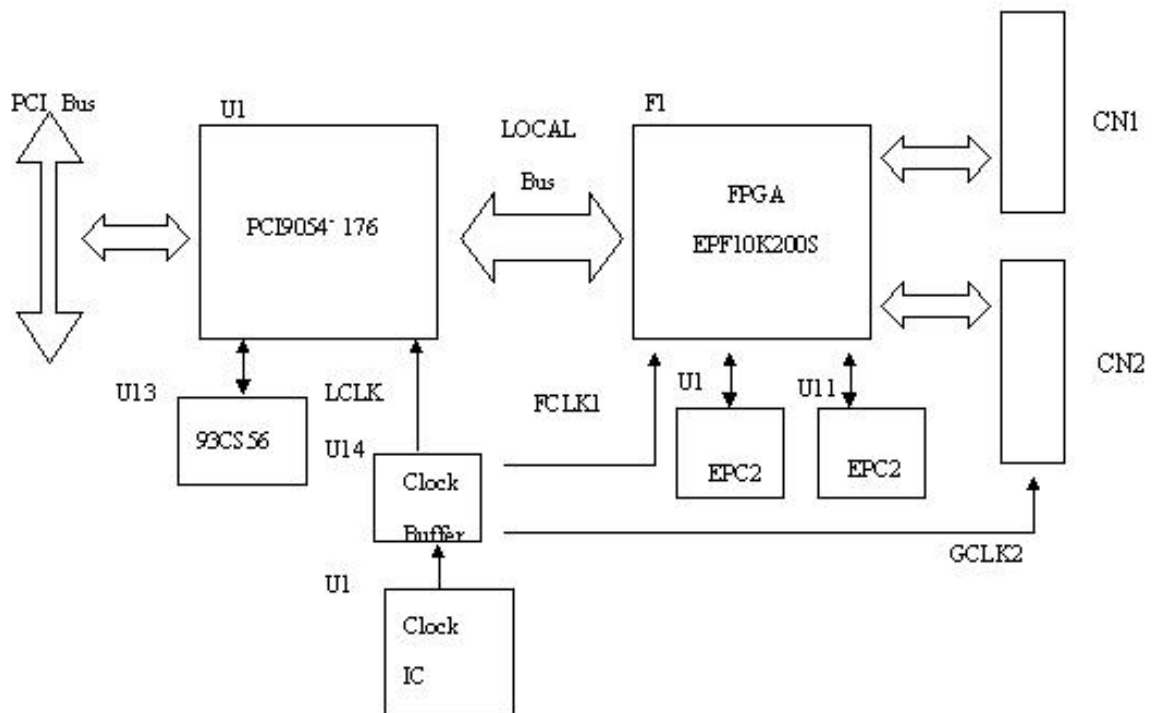 PCI Bus
U1
PCI9054- 176
LOCAL
Bus
F1
FPGA
EPF10K200S
CN1
CN2
U13
93CS56
LCLK
U14
Clock
Buffer
FCLK1
U1
EPC2
U11
EPC2
GCLK2
U1
Clock
IC